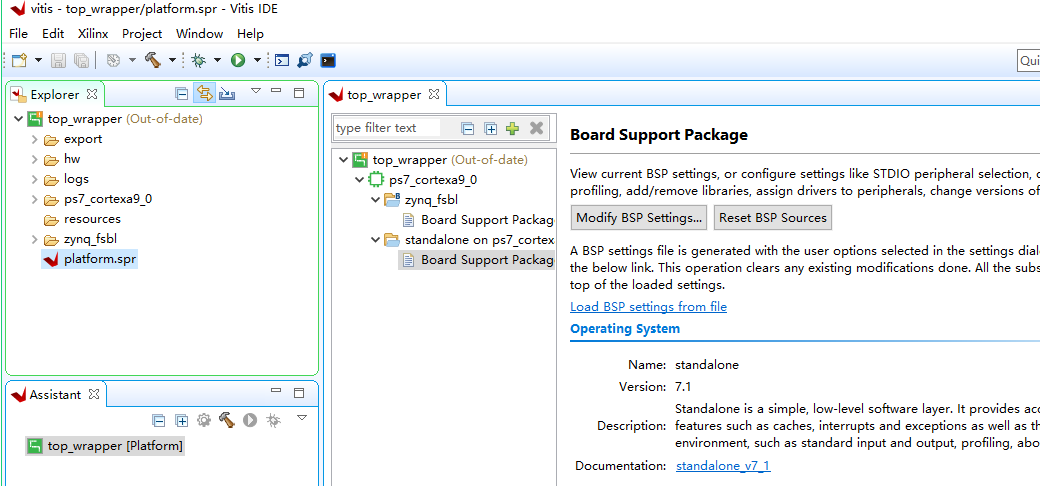 vitis - top_wrapper/platform.spr - Vitis IDE
File Edit Xilinx Project Window Help
Qui
Explorer
top_wrapper (Out-of-date)
export
hw
logs
ps7_cortexa9_0
resources
zynq_fsbl
platform.spr
Assistant
top_wrapper [Platform]
top_wrapper
type filter text
top_wrapper (Out-of-date)
ps7_cortexa9_0
zynq_fsbl
Board Support Packag
standalone on ps7_cortex
Board Support Packag
Board Support Package
View current BSP settings, or configure settings like STDIO peripheral selection, c
profiling, add/remove libraries, assign drivers to peripherals, change versions of
Modify BSP Settings... Reset BSP Sources
A BSP settings file is generated with the user options selected in the settings dial
the below link. This operation clears any existing modifications done. All the subs
top of the loaded settings.
Load BSP settings from file
Operating System
Name: standalone
Version: 7.1
Description: Standalone is a simple, low-level software layer. It provides acc
features such as caches, interrupts and exceptions as well as th
environment, such as standard input and output, profiling, abo
Documentation: standalone_v7_1